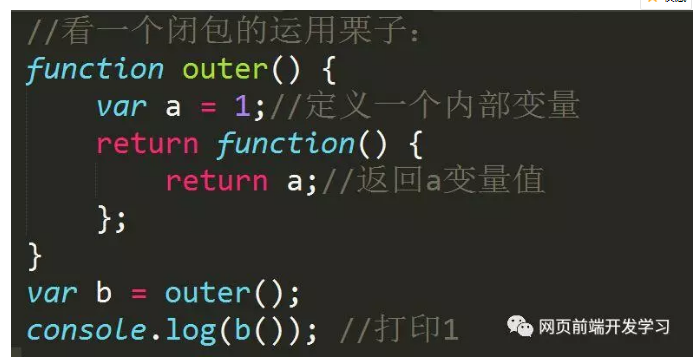 //看一个闭包的运用栗子：
function outer() {
    var a = 1;//定义一个内部变量
    return function() {
        return a;//返回a变量值
    };
}
var b = outer();
console.log(b()); //打印1
网页前端开发学习